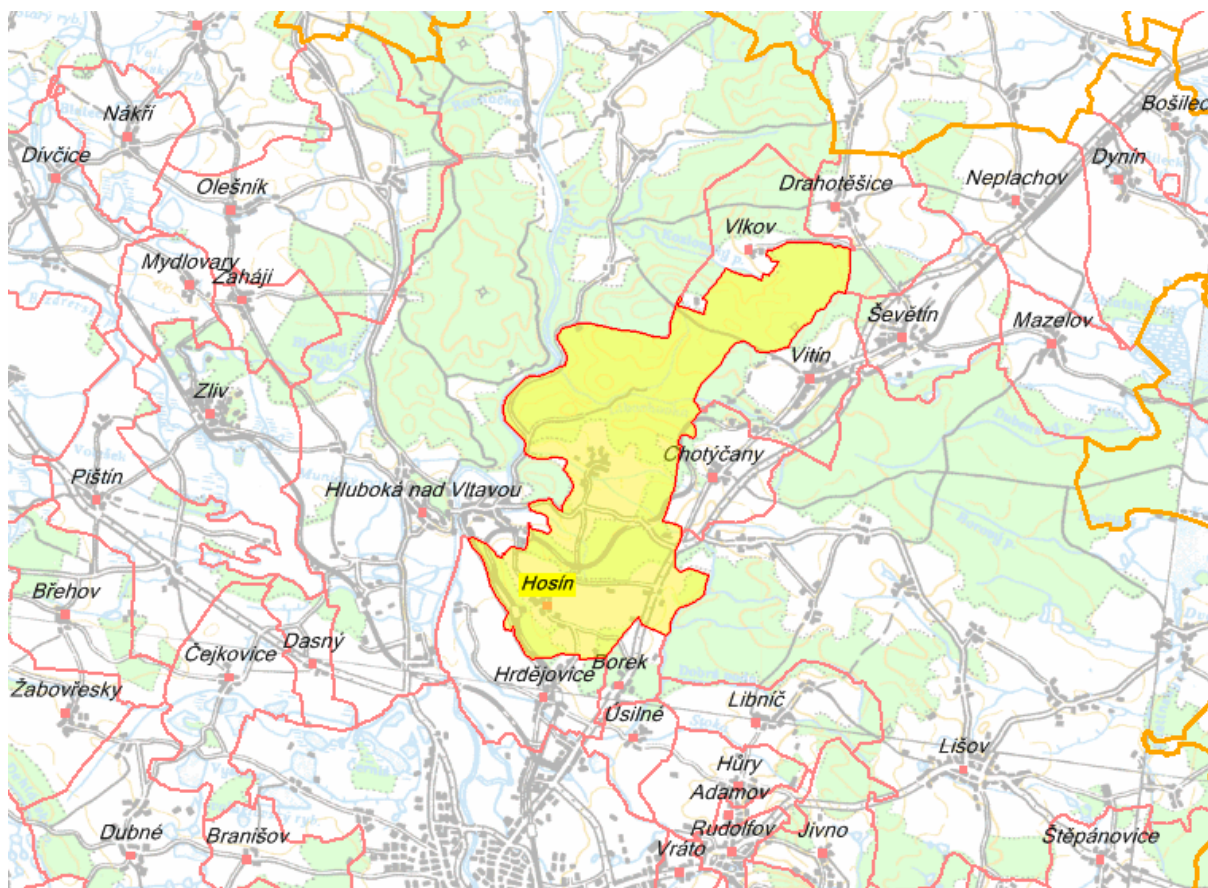 Nákří
Bošilec
Dívčice
Dynín
Olešník
Drahotěšice
Neplachov
Vlkov
Kostounský p.
Mydlovary
Zahájí
Ševětín
Mazelov
Vitín
Zliv
Chotýčany
Pištín
Hluboká nad Vltavou
Hosín
Břehov
Dasný
Čejkovice
Borek
Hrdějovice
Žabovřesky
Libníč
Úsilné
Lišov
Hůry
Adamov
Rudolfov
Jivno
Dubné
Branišov
Vráto
Štěpánovice